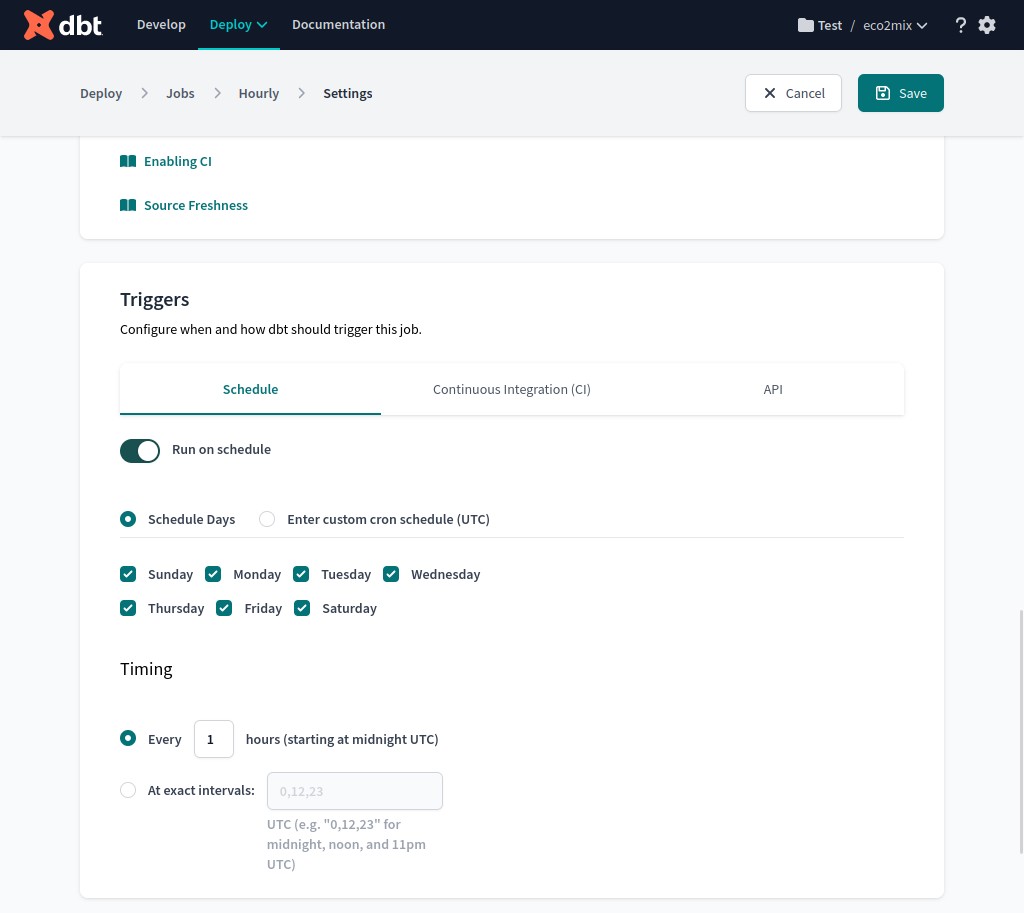 dbt Develop Deploy Documentation Test / eco2mix ?
Deploy Jobs Hourly Settings Cancel Save
Enabling CI
Source Freshness
Triggers
Configure when and how dbt should trigger this job.
Schedule Continuous Integration (CI) API
Run on schedule
Schedule Days Enter custom cron schedule (UTC)
Sunday Monday Tuesday Wednesday
Thursday Friday Saturday
Timing
Every 1 hours (starting at midnight UTC)
At exact intervals: 0,12,23
UTC (e.g. "0,12,23" for
midnight, noon, and 11pm
UTC)